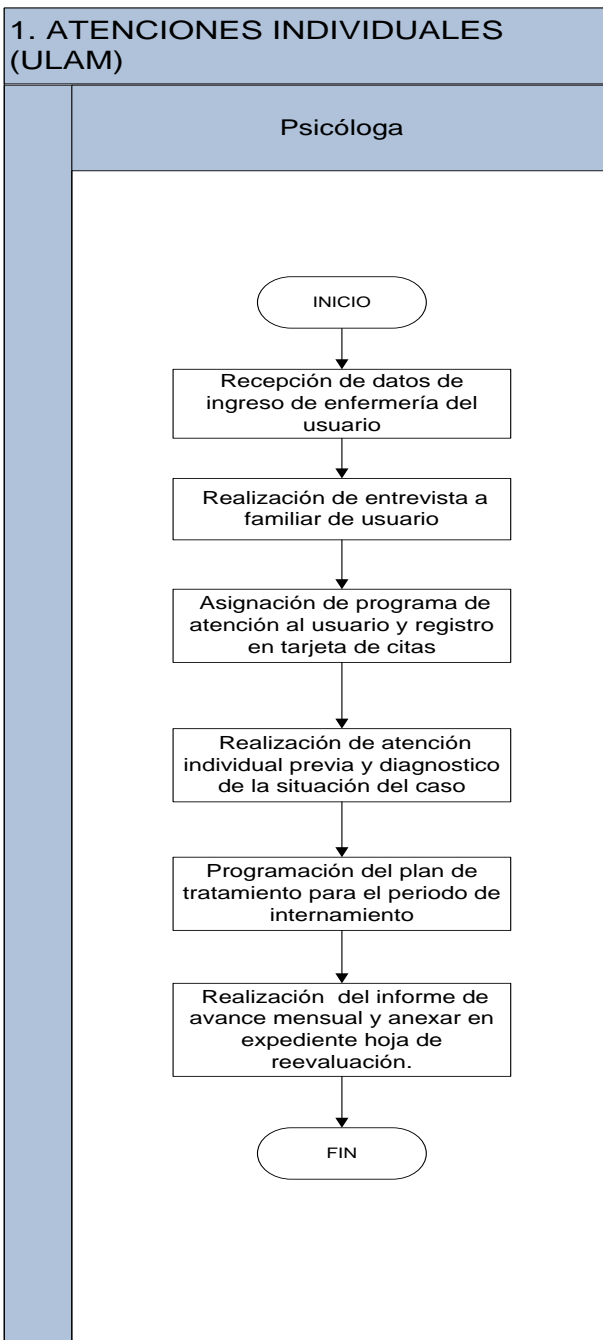 1. ATENCIONES INDIVIDUALES
(ULAM)
Psicóloga
INICIO
Recepción de datos de
ingreso de enfermería del
usuario
Realización de entrevista a
familiar de usuario
Asignación de programa de
atención al usuario y registro
en tarjeta de citas
Realización de atención
individual previa y diagnostico
de la situación del caso
Programación del plan de
tratamiento para el periodo de
internamiento
Realización  del informe de
avance mensual y anexar en
expediente hoja de
reevaluación.
FIN